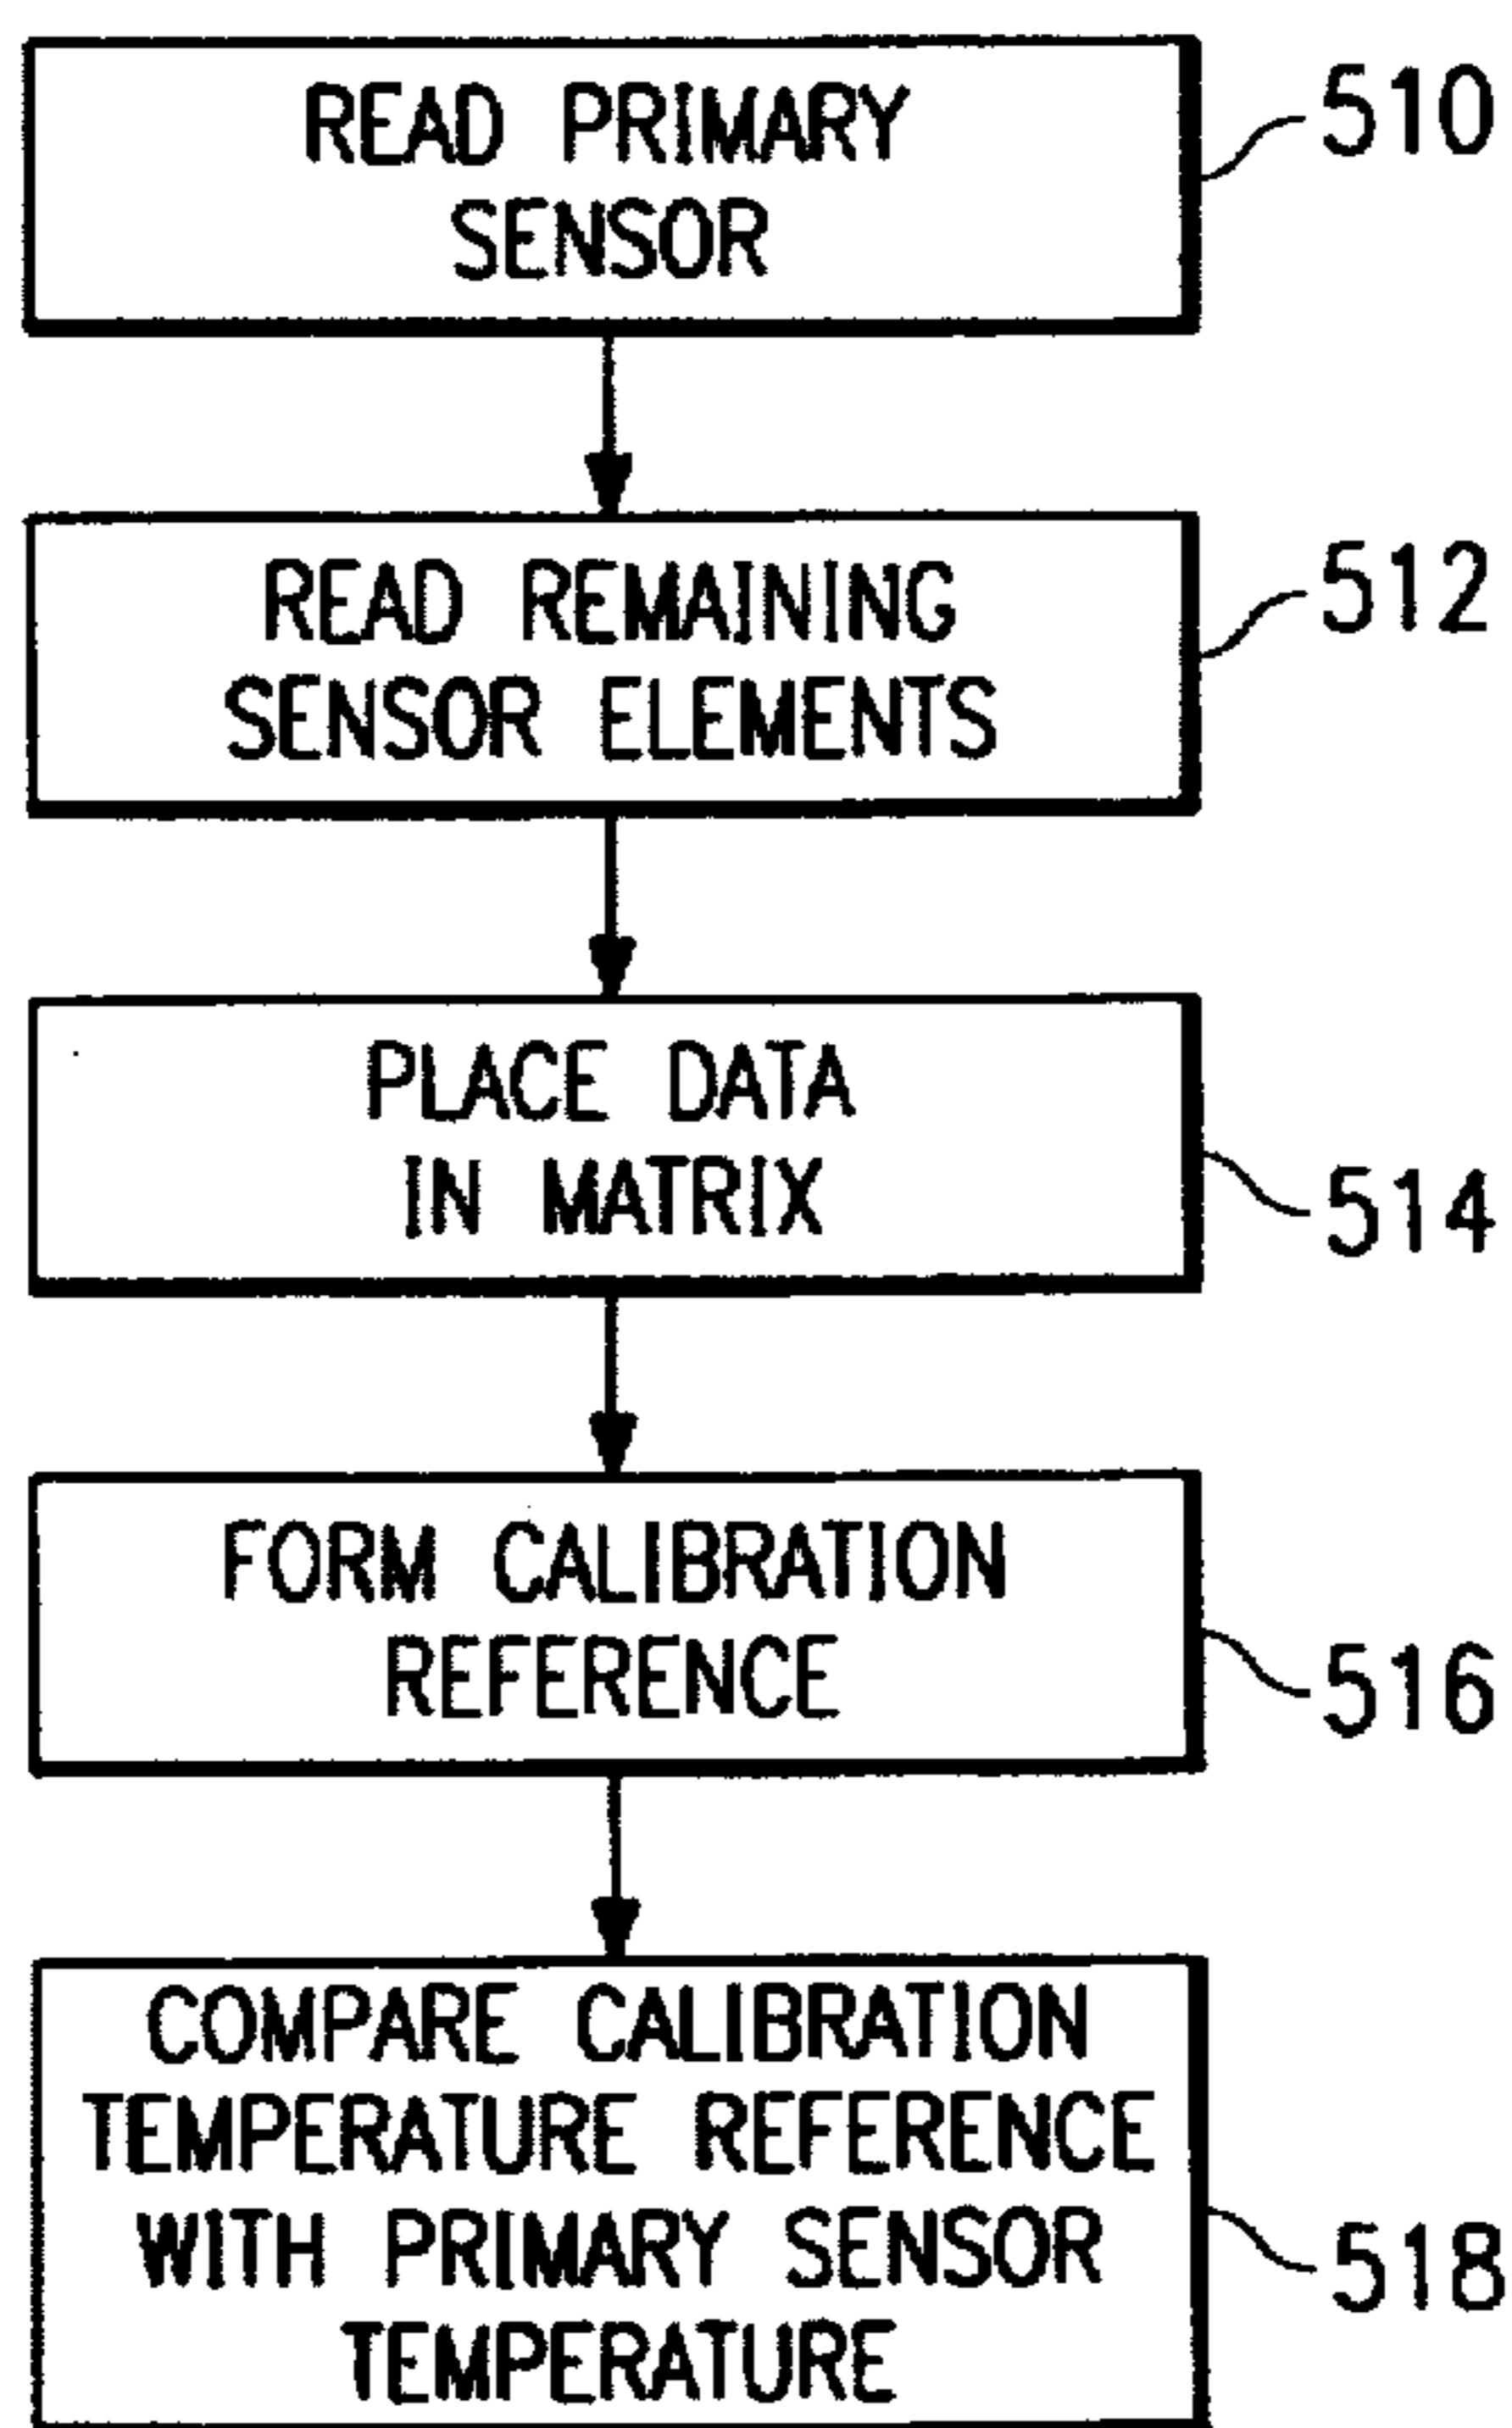 READ PRIMARY
SENSOR
510
READ REMAINING
SENSOR ELEMENTS
512
PLACE DATA
IN MATRIX
514
FORM CALIBRATION
REFERENCE
516
COMPARE CALIBRATION
TEMPERATURE REFERENCE
WITH PRIMARY SENSOR
TEMPERATURE
518